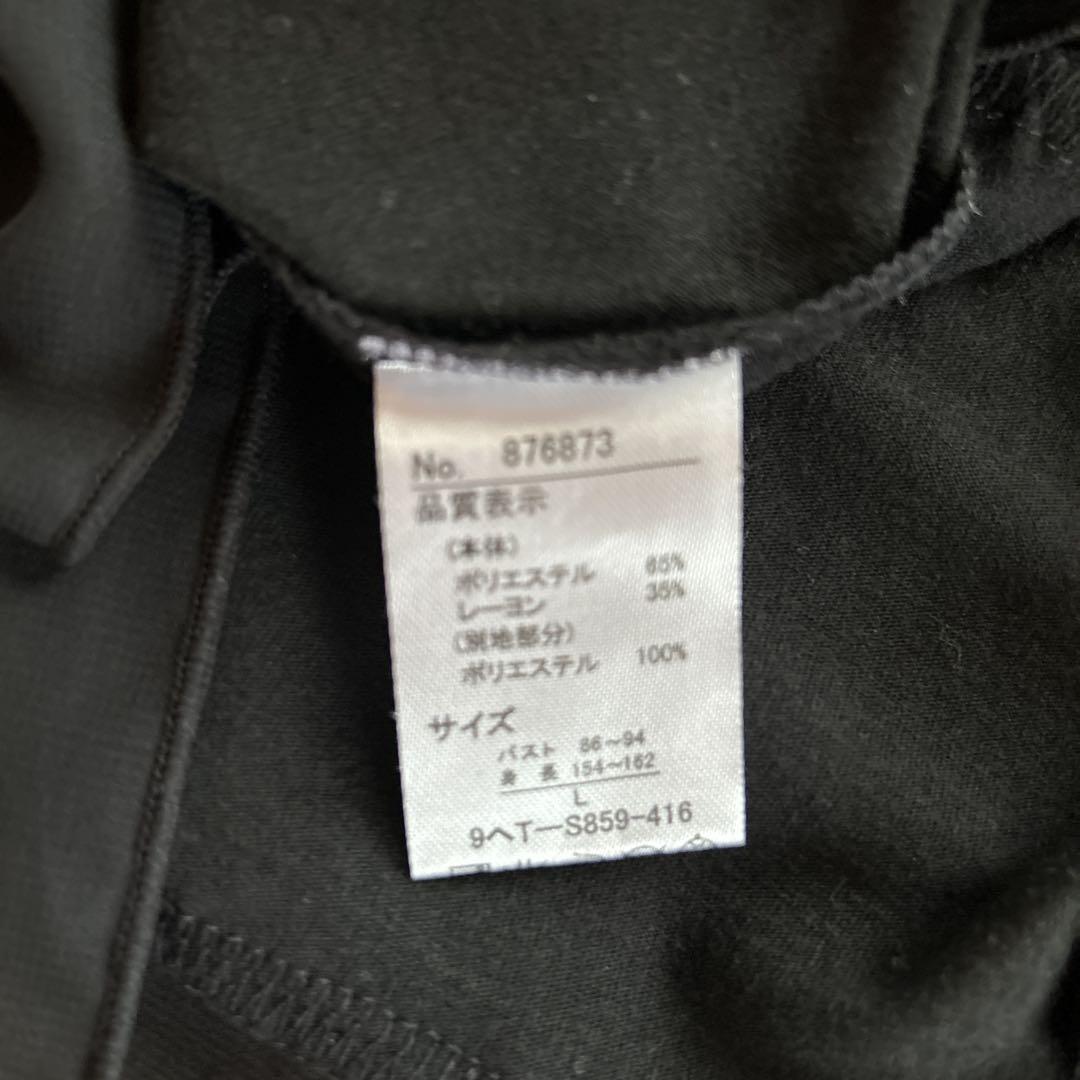 No. 876873
品質表示
(本体)
ポリエステル 65%
レーヨン 35%
(別地部分)
ポリエステル 100%
サイズ
バスト 86~94
身長 154~162
L
9ヘT-S859-416